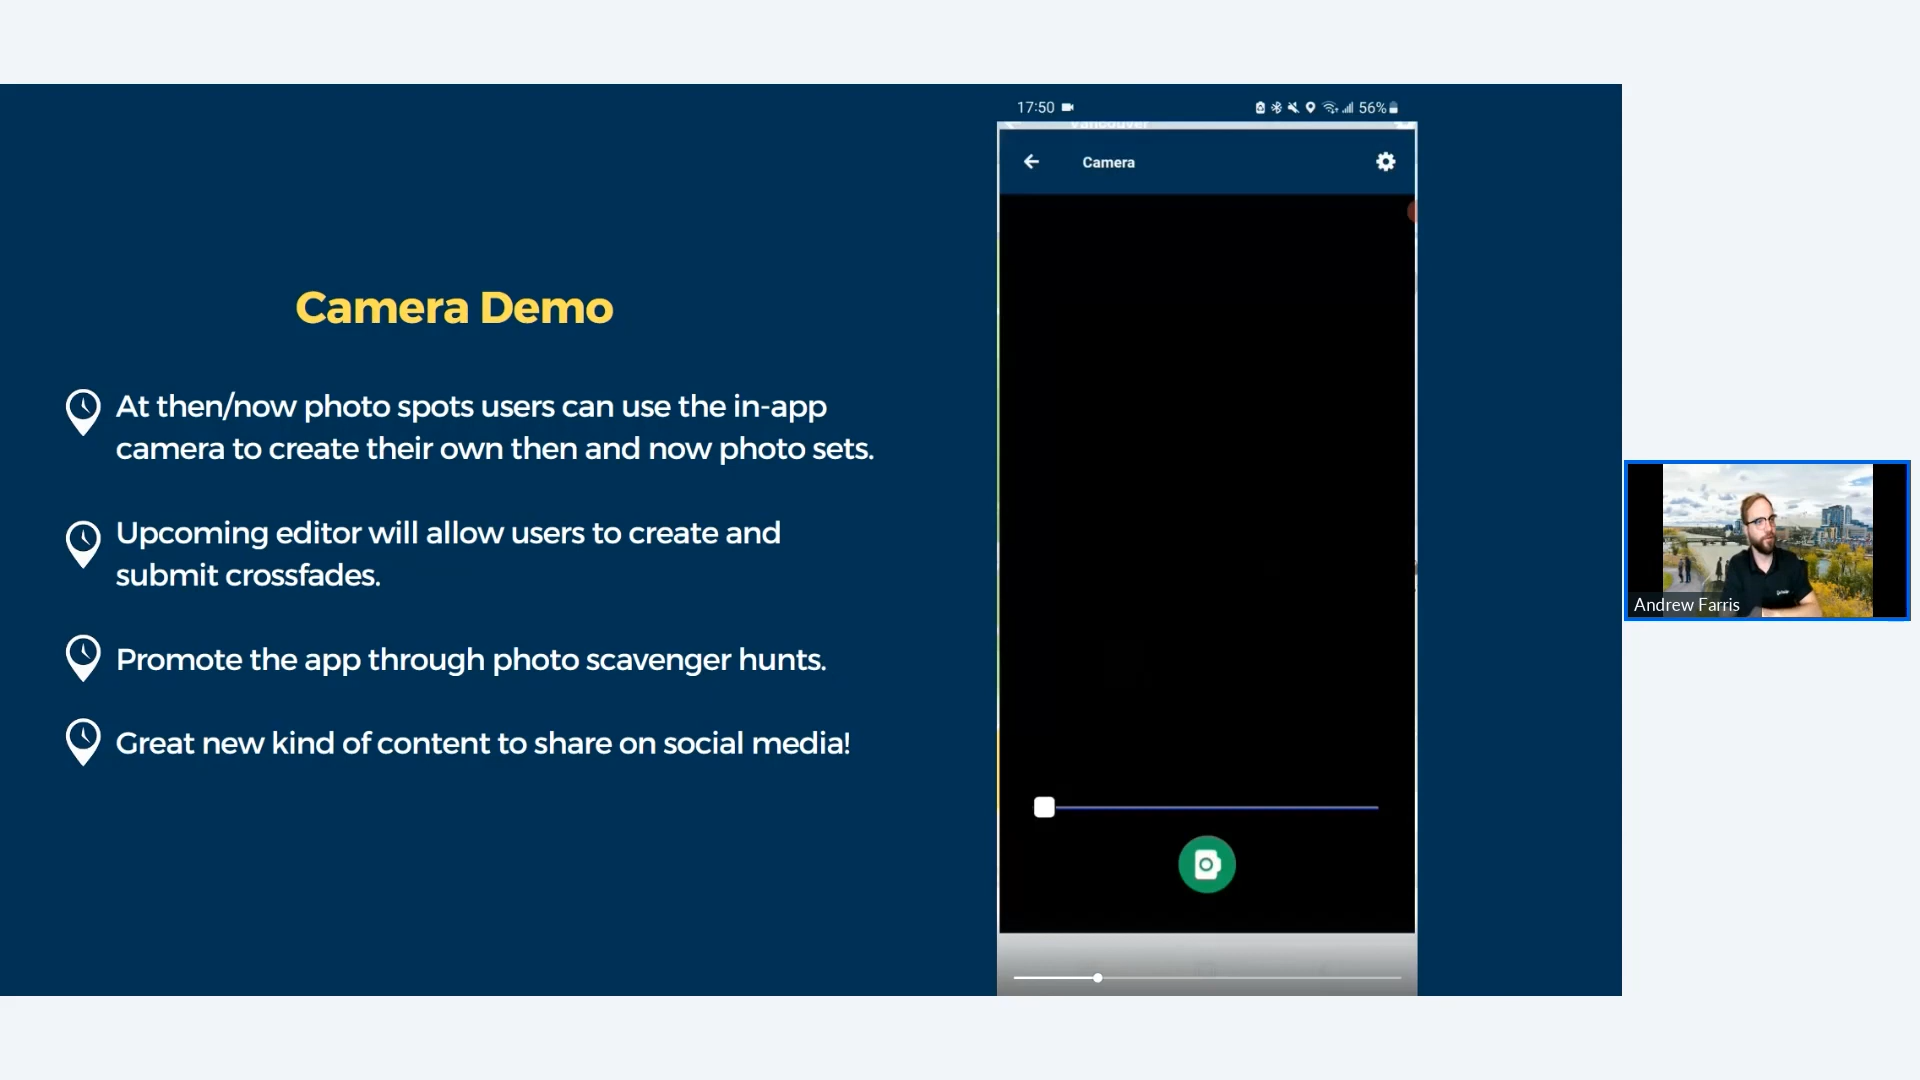 17:50
56%
Vancouver
Camera
Camera Demo
At then/now photo spots users can use the in-app
camera to create their own then and now photo sets.
Upcoming editor will allow users to create and
submit crossfades.
Promote the app through photo scavenger hunts.
Great new kind of content to share on social media!
Andrew Farris